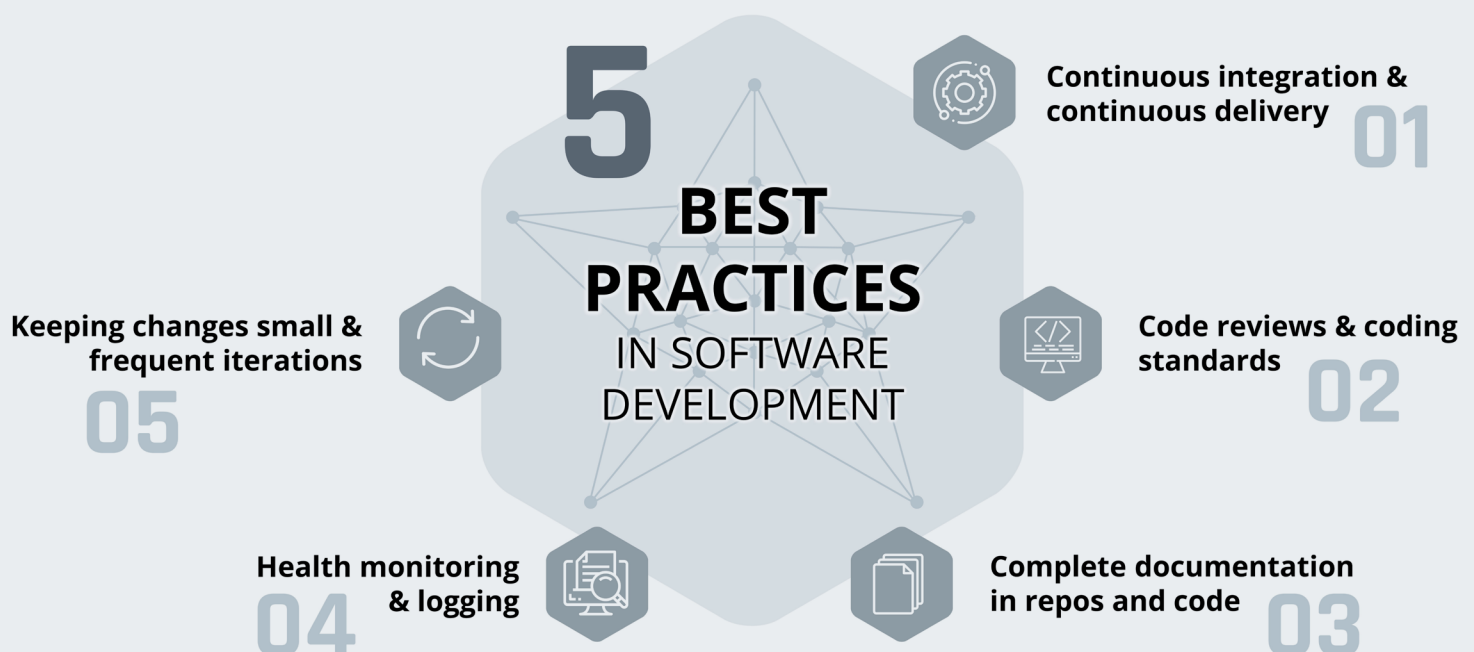 5
BEST
PRACTICES
IN SOFTWARE
DEVELOPMENT
Continuous integration &
continuous delivery
01
Code reviews & coding
standards
02
Complete documentation
in repos and code
03
Health monitoring
& logging
04
Keeping changes small &
frequent iterations
05